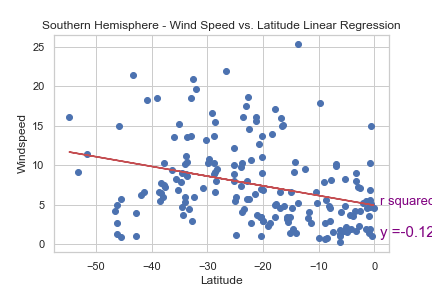 Southern Hemisphere - Wind Speed vs. Latitude Linear Regression
25
20
15
10
5
0
Windspeed
r squared
y =-0.12
−50
−40
−30
−20
−10
0
Latitude